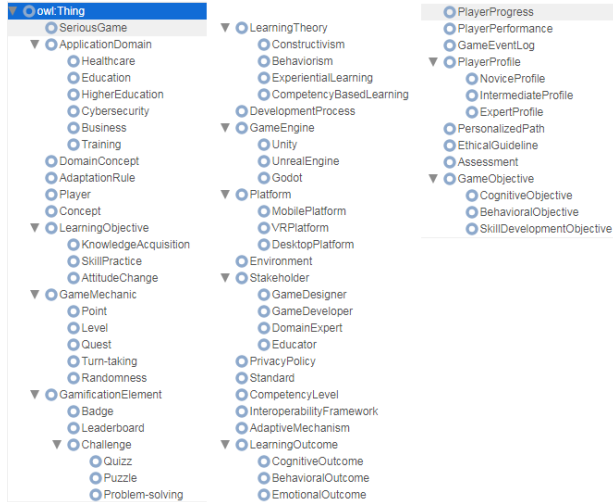 owl:Thing
SeriousGame
ApplicationDomain
Healthcare
Education
HigherEducation
Cybersecurity
Business
Training
DomainConcept
AdaptationRule
Player
Concept
LearningObjective
KnowledgeAcquisition
SkillPractice
AttitudeChange
GameMechanic
Point
Level
Quest
Turn-taking
Randomness
GamificationElement
Badge
Leaderboard
Challenge
Quizz
Puzzle
Problem-solving
LearningTheory
Constructivism
Behaviorism
ExperientialLearning
CompetencyBasedLearning
DevelopmentProcess
GameEngine
Unity
UnrealEngine
Godot
Platform
MobilePlatform
VRPlatform
DesktopPlatform
Environment
Stakeholder
GameDesigner
GameDeveloper
DomainExpert
Educator
PrivacyPolicy
Standard
CompetencyLevel
InteroperabilityFramework
AdaptiveMechanism
LearningOutcome
CognitiveOutcome
BehavioralOutcome
EmotionalOutcome
PlayerProgress
PlayerPerformance
GameEventLog
PlayerProfile
NoviceProfile
IntermediateProfile
ExpertProfile
PersonalizedPath
EthicalGuideline
Assessment
GameObjective
CognitiveObjective
BehavioralObjective
SkillDevelopmentObjective